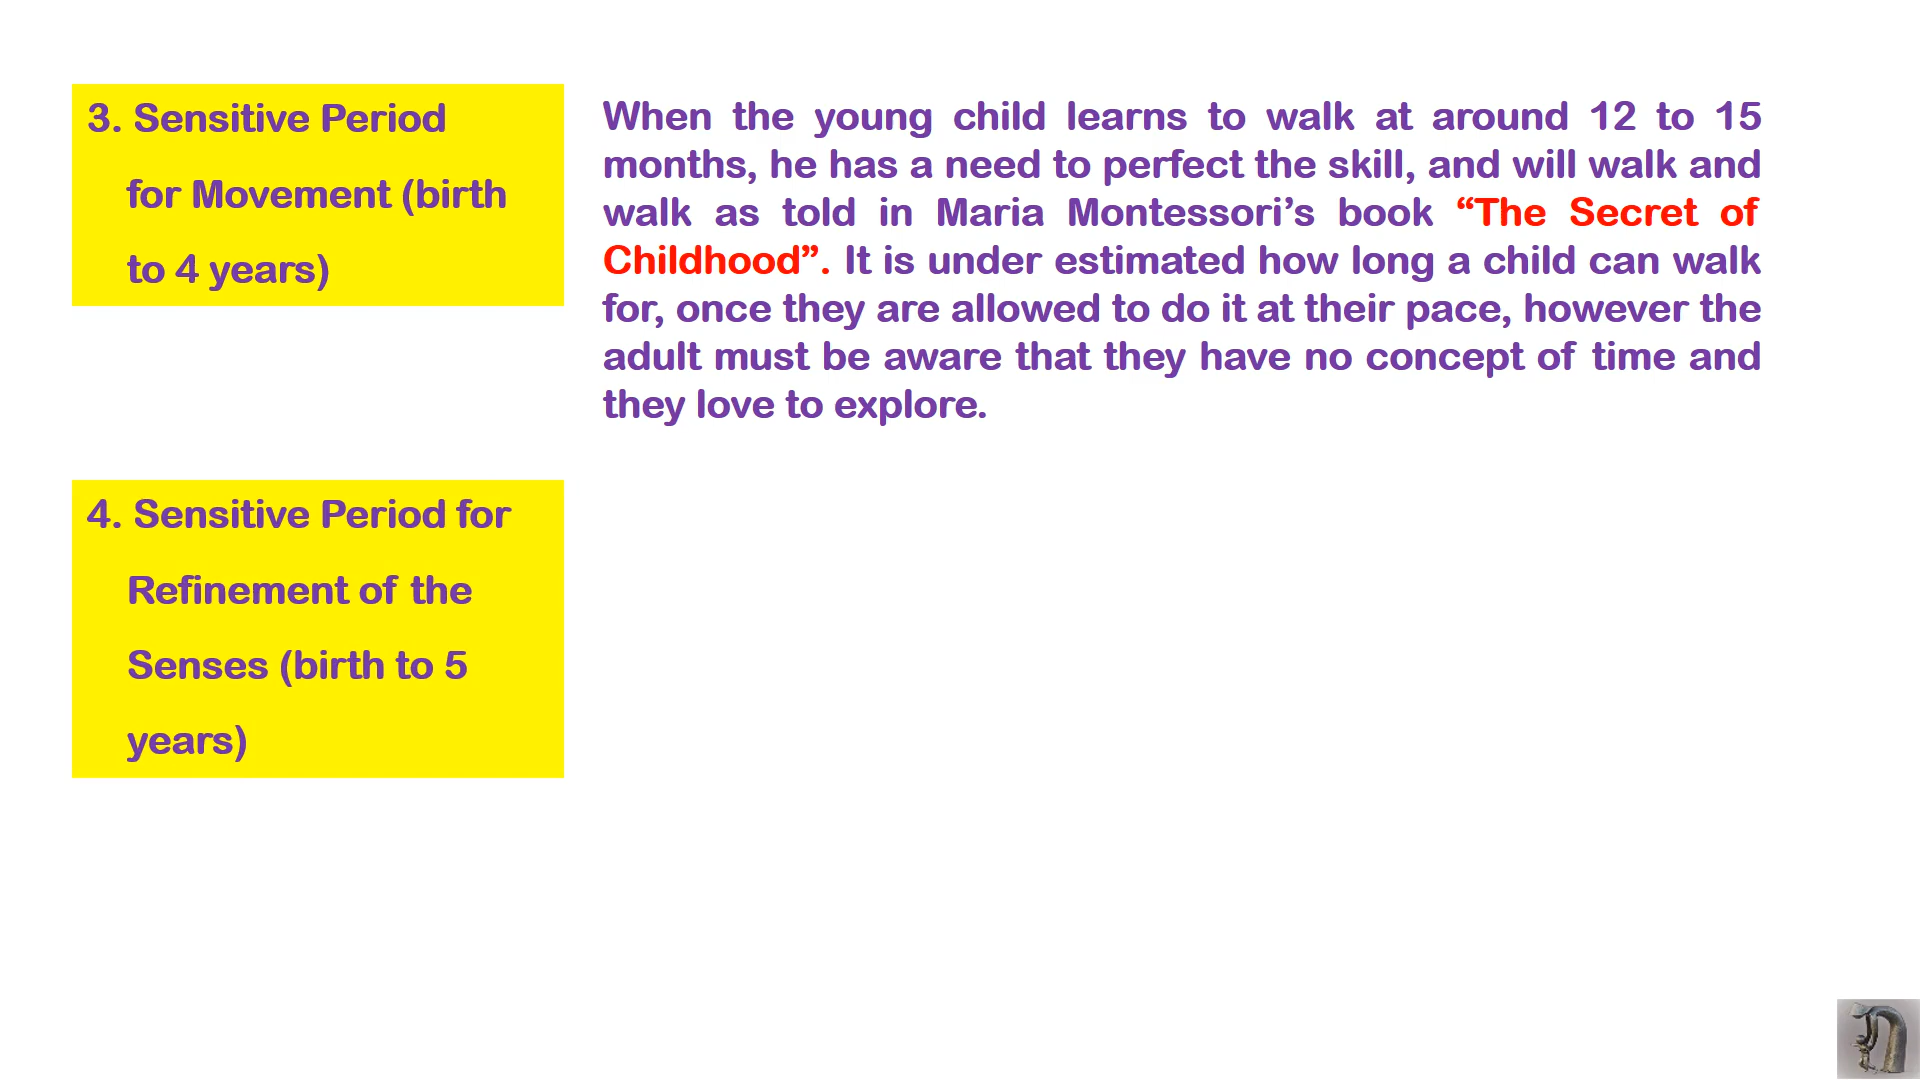 3. Sensitive Period
for Movement (birth
to 4 years)
When the young child learns to walk at around 12 to 15
months, he has a need to perfect the skill, and will walk and
walk as told in Maria Montessori’s book “The Secret of
Childhood”. It is under estimated how long a child can walk
for, once they are allowed to do it at their pace, however the
adult must be aware that they have no concept of time and
they love to explore.
4. Sensitive Period for
Refinement of the
Senses (birth to 5
years)